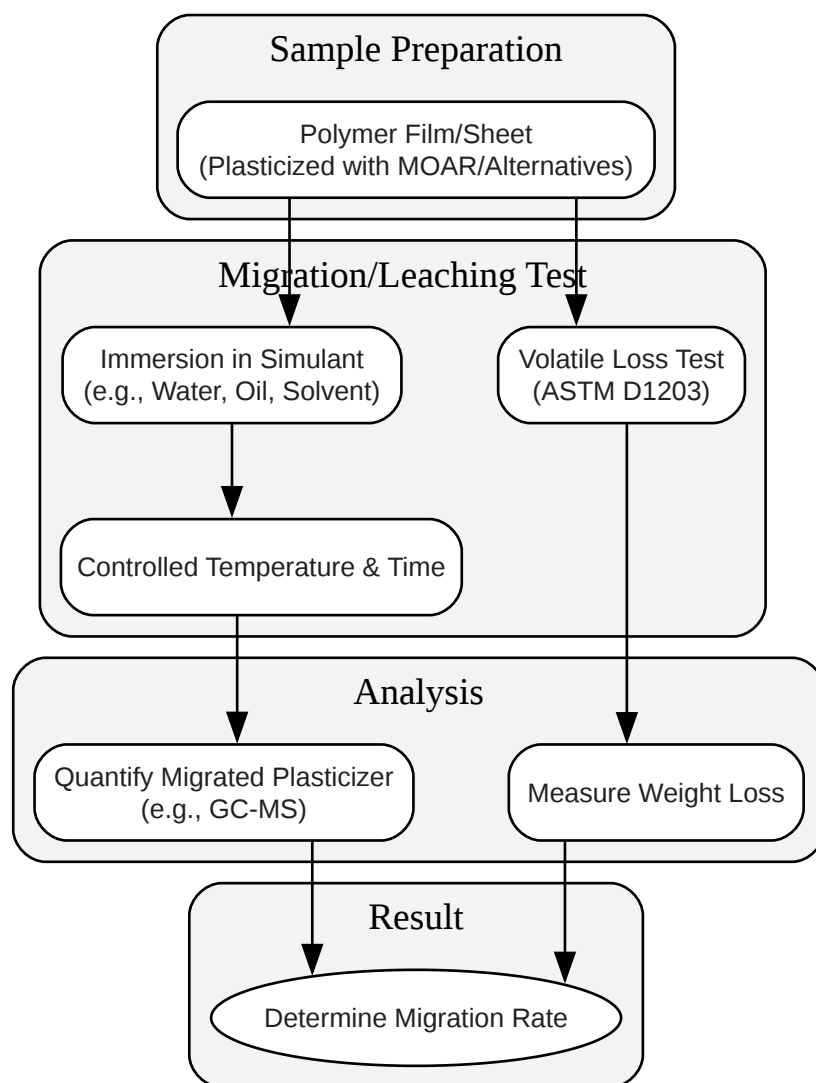 Sample Preparation
Polymer Film/Sheet
(Plasticized with MOAR/Alternatives)
Migration/Leaching Test
Immersion in Simulant
(e.g., Water, Oil, Solvent)
Volatile Loss Test
(ASTM D1203)
Controlled Temperature & Time
Analysis
Quantify Migrated Plasticizer
(e.g., GC-MS)
Measure Weight Loss
Result
Determine Migration Rate